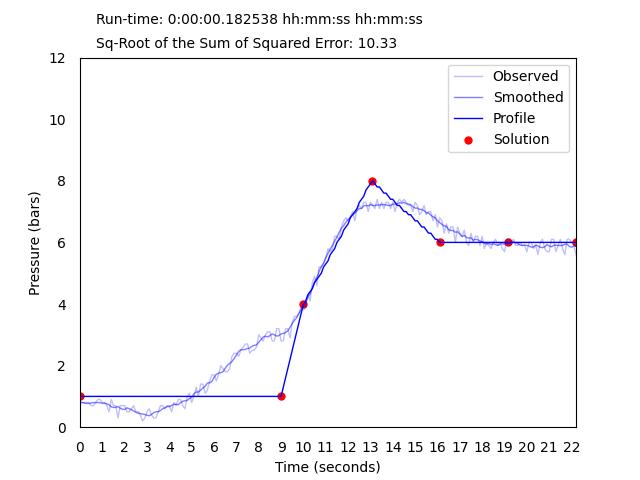 Run-time: 0:00:00.182538 hh:mm:ss hh:mm:ss
Sq-Root of the Sum of Squared Error: 10.33
Observed
Smoothed
Profile
Solution
12
10
8
6
4
2
0
Pressure (bars)
0 1 2 3 4 5 6 7 8 9 10 11 12 13 14 15 16 17 18 19 20 21 22
Time (seconds)